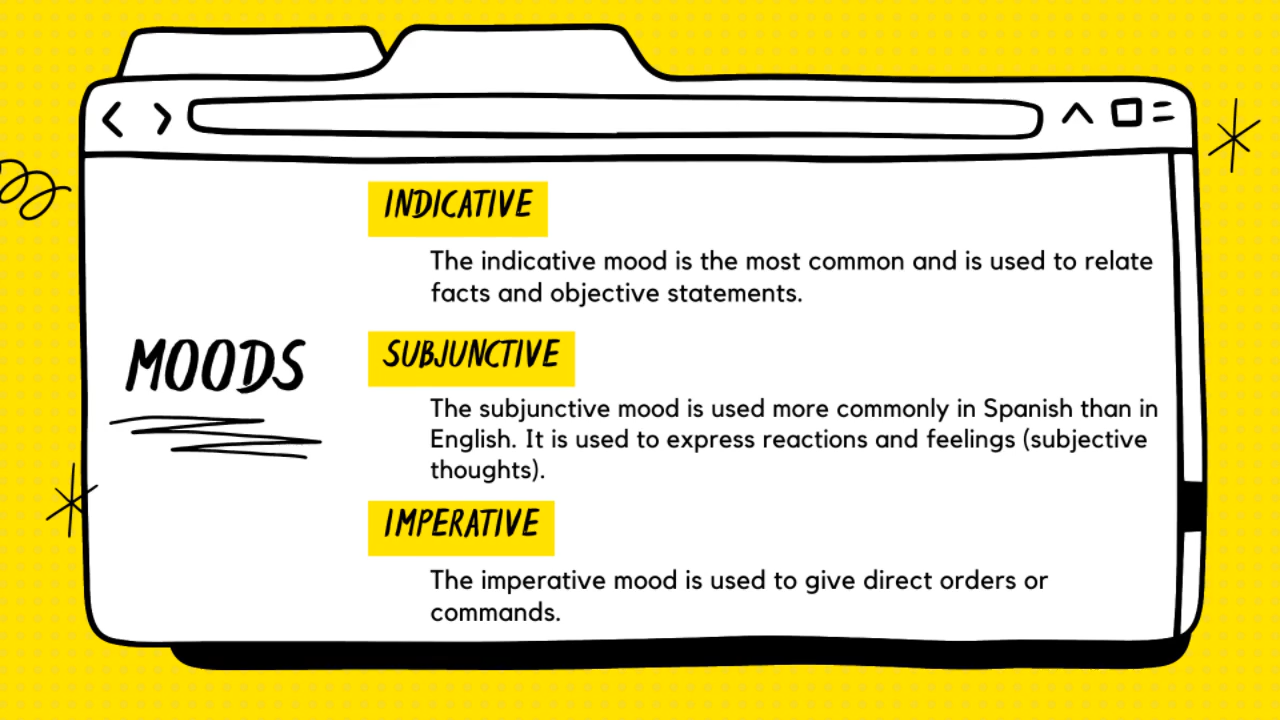 MOODS
INDICATIVE
The indicative mood is the most common and is used to relate
facts and objective statements.
SUBJUNCTIVE
The subjunctive mood is used more commonly in Spanish than in
English. It is used to express reactions and feelings (subjective
thoughts).
IMPERATIVE
The imperative mood is used to give direct orders or
commands.